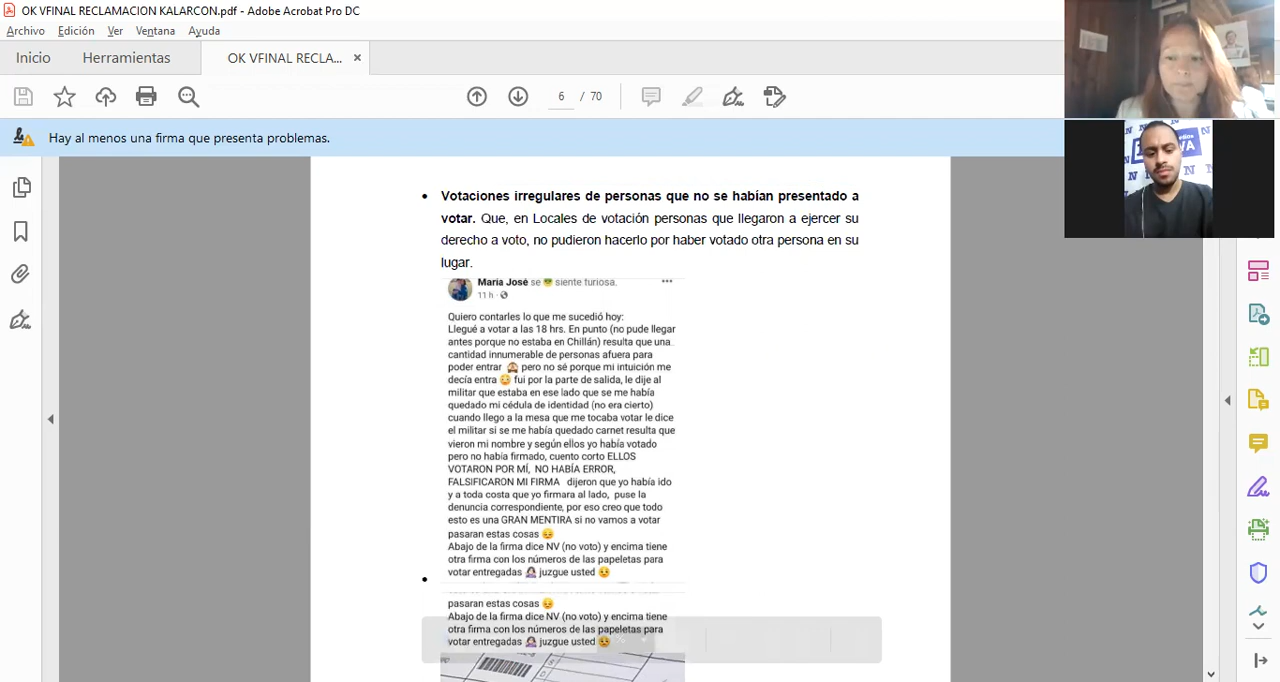 OK VFINAL RECLAMACION KALARCON.pdf - Adobe Acrobat Pro DC
Archivo Edición Ver Ventana Ayuda
Inicio Herramientas OK VFINAL RECLA... ×
6 / 70
Hay al menos una firma que presenta problemas.
• Votaciones irregulares de personas que no se habían presentado a
votar. Que, en Locales de votación personas que llegaron a ejercer su
derecho a voto, no pudieron hacerlo por haber votado otra persona en su
lugar.
María José se 🤢 siente furiosa.
11 h
Quiero contarles lo que me sucedió hoy:
Llegué a votar a las 18 hrs. En punto (no pude llegar
antes porque no estaba en Chillán) resulta que una
cantidad innumerable de personas afuera para
poder entrar 🙈 pero no sé porque mi intuición me
decía entra 😳 fui por la parte de salida, le dije al
militar que estaba en ese lado que se me había
quedado mi cédula de identidad (no era cierto)
cuando llego a la mesa que me tocaba votar le dice
el militar si se me había quedado carnet resulta que
vieron mi nombre y según ellos yo había votado
pero no había firmado, cuento corto ELLOS
VOTARON POR MÍ, NO HABÍA ERROR,
FALSIFICARON MI FIRMA dijeron que yo había ido
y a toda costa que yo firmara al lado, puse la
denuncia correspondiente, por eso creo que todo
esto es una GRAN MENTIRA si no vamos a votar
pasaran estas cosas 😞
Abajo de la firma dice NV (no voto) y encima tiene
otra firma con los números de las papeletas para
votar entregadas 🤷🏻‍♀️ juzgue usted 🥺
•
pasaran estas cosas 😞
Abajo de la firma dice NV (no voto) y encima tiene
otra firma con los números de las papeletas para
votar entregadas 🤷🏻‍♀️ juzgue usted 🥺